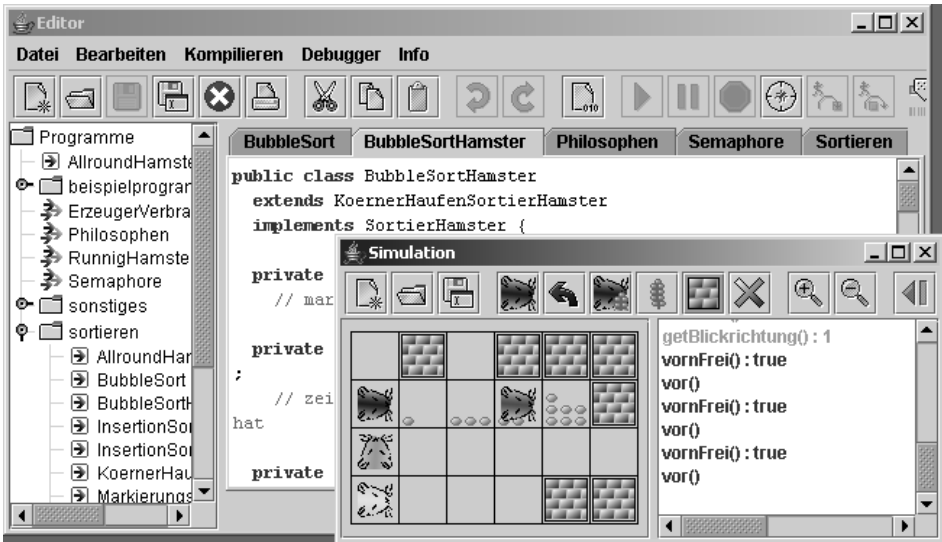 Editor
Datei Bearbeiten Kompilieren Debugger Info
010
Programme
AllroundHamste
beispielprogran
ErzeugerVerbra
Philosophen
RunnigHamste
Semaphore
sonstiges
sortieren
AllroundHar
BubbleSort
BubbleSortH
InsertionSor
InsertionSor
KoernerHau
Markierungs
BubbleSort BubbleSortHamster Philosophen Semaphore Sortieren
public class BubbleSortHamster
extends KoernerHaufenSortierHamster
implements SortierHamster {
private
// mar
private
;
// zei
hat
private
Simulation
getBlickrichtung() : 1
vornFrei() : true
vor()
vornFrei() : true
vor()
vornFrei() : true
vor()